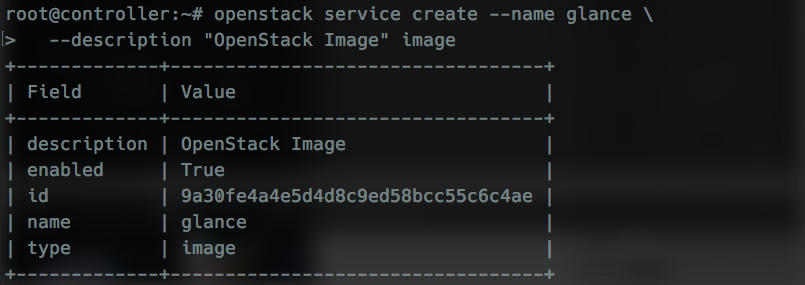 root@controller:~# openstack service create --name glance \
>   --description "OpenStack Image" image
+-------------+----------------------------------+
| Field       | Value                            |
+-------------+----------------------------------+
| description | OpenStack Image                  |
| enabled     | True                             |
| id          | 9a30fe4a4e5d4d8c9ed58bcc55c6c4ae |
| name        | glance                           |
| type        | image                            |
+-------------+----------------------------------+